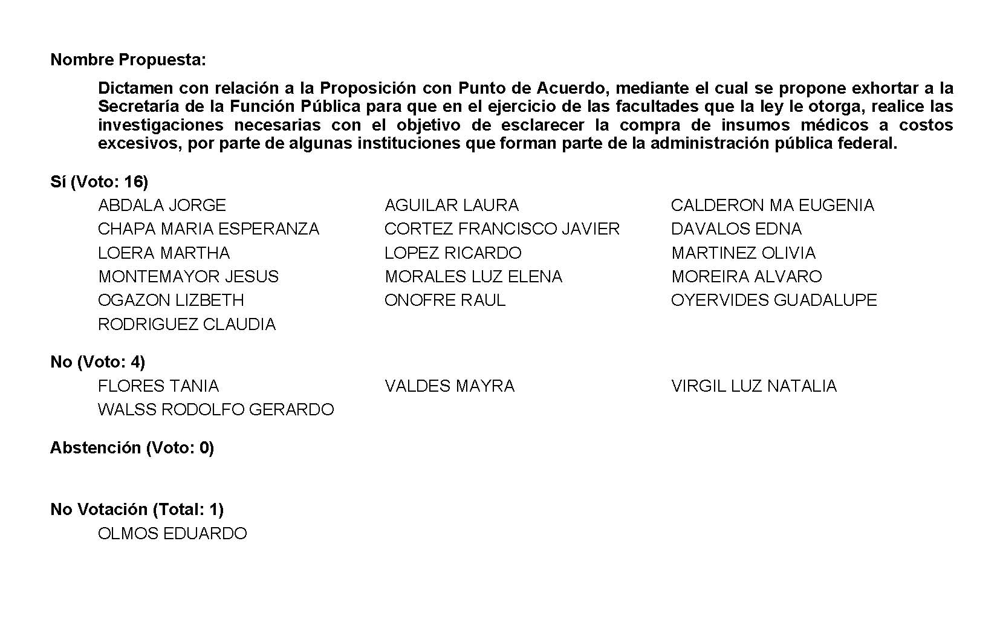 Nombre Propuesta:
Dictamen con relación a la Proposición con Punto de Acuerdo, mediante el cual se propone exhortar a la
Secretaría de la Función Pública para que en el ejercicio de las facultades que la ley le otorga, realice las
investigaciones necesarias con el objetivo de esclarecer la compra de insumos médicos a costos
excesivos, por parte de algunas instituciones que forman parte de la administración pública federal.
Sí (Voto: 16)
ABDALA JORGE AGUILAR LAURA CALDERON MA EUGENIA
CHAPA MARIA ESPERANZA CORTEZ FRANCISCO JAVIER DAVALOS EDNA
LOERA MARTHA LOPEZ RICARDO MARTINEZ OLIVIA
MONTEMAYOR JESUS MORALES LUZ ELENA MOREIRA ALVARO
OGAZON LIZBETH ONOFRE RAUL OYERVIDES GUADALUPE
RODRIGUEZ CLAUDIA
No (Voto: 4)
FLORES TANIA VALDES MAYRA VIRGIL LUZ NATALIA
WALSS RODOLFO GERARDO
Abstención (Voto: 0)
No Votación (Total: 1)
OLMOS EDUARDO